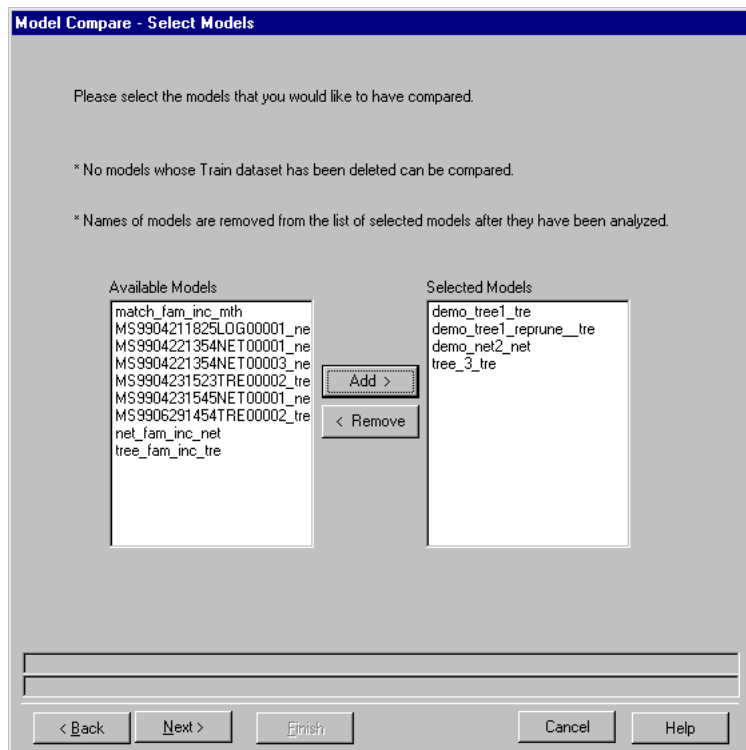 Model Compare - Select Models
Please select the models that you would like to have compared.
* No models whose Train dataset has been deleted can be compared.
* Names of models are removed from the list of selected models after they have been analyzed.
Available Models
match_fam_inc_mth
MS9904211825LOG00001_ne
MS9904221354NET00001_ne
MS9904221354NET00003_ne
MS9904231523TRE00002_tre
MS9904231545NET00001_ne
MS9906291454TRE00002_tre
net_fam_inc_net
tree_fam_inc_tre
Add >
< Remove
Selected Models
demo_tree1_tre
demo_tree1_reprune__tre
demo_net2_net
tree_3_tre
< Back
Next >
Finish
Cancel
Help